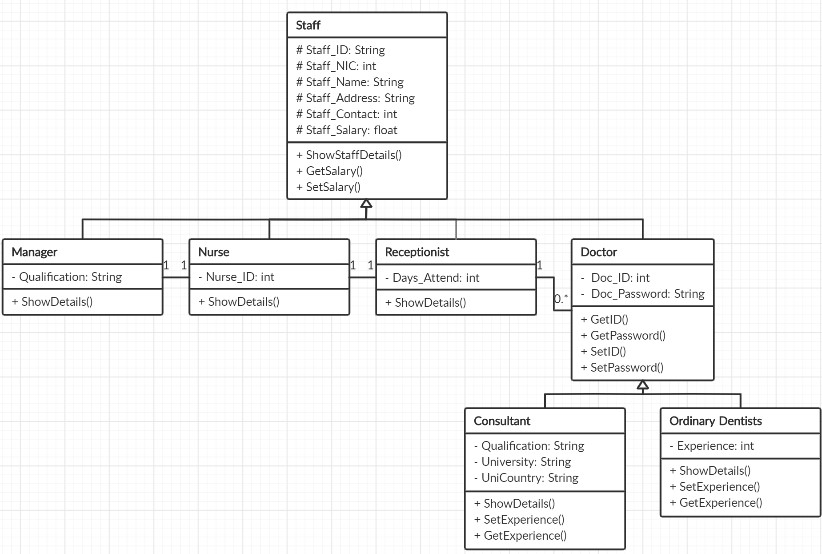 Staff
# Staff_ID: String
# Staff_NIC: int
# Staff_Name: String
# Staff_Address: String
# Staff_Contact: int
# Staff_Salary: float
+ ShowStaffDetails()
+ GetSalary()
+ SetSalary()
Manager
- Qualification: String
+ ShowDetails()
1 1
Nurse
- Nurse_ID: int
+ ShowDetails()
1 1
Receptionist
- Days_Attend: int
+ ShowDetails()
1
0.*
Doctor
- Doc_ID: int
- Doc_Password: String
+ GetID()
+ GetPassword()
+ SetID()
+ SetPassword()
Consultant
- Qualification: String
- University: String
- UniCountry: String
+ ShowDetails()
+ SetExperience()
+ GetExperience()
Ordinary Dentists
- Experience: int
+ ShowDetails()
+ SetExperience()
+ GetExperience()